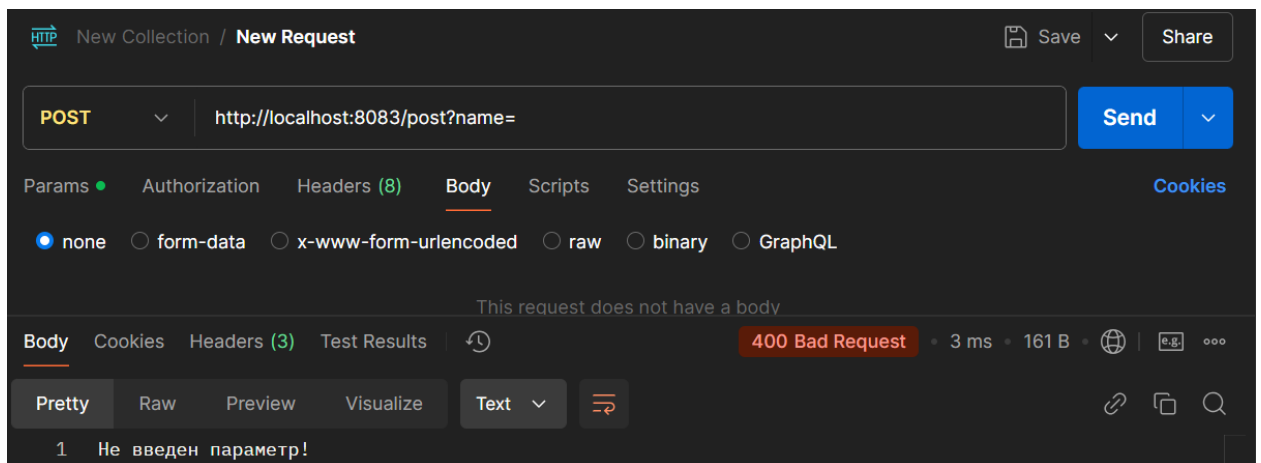 HTTP New Collection / New Request Save Share
POST http://localhost:8083/post?name= Send
Params Authorization Headers (8) Body Scripts Settings Cookies
none form-data x-www-form-urlencoded raw binary GraphQL
This request does not have a body
Body Cookies Headers (3) Test Results 400 Bad Request • 3 ms • 161 B • e.g.
Pretty Raw Preview Visualize Text
1 Не введен параметр!